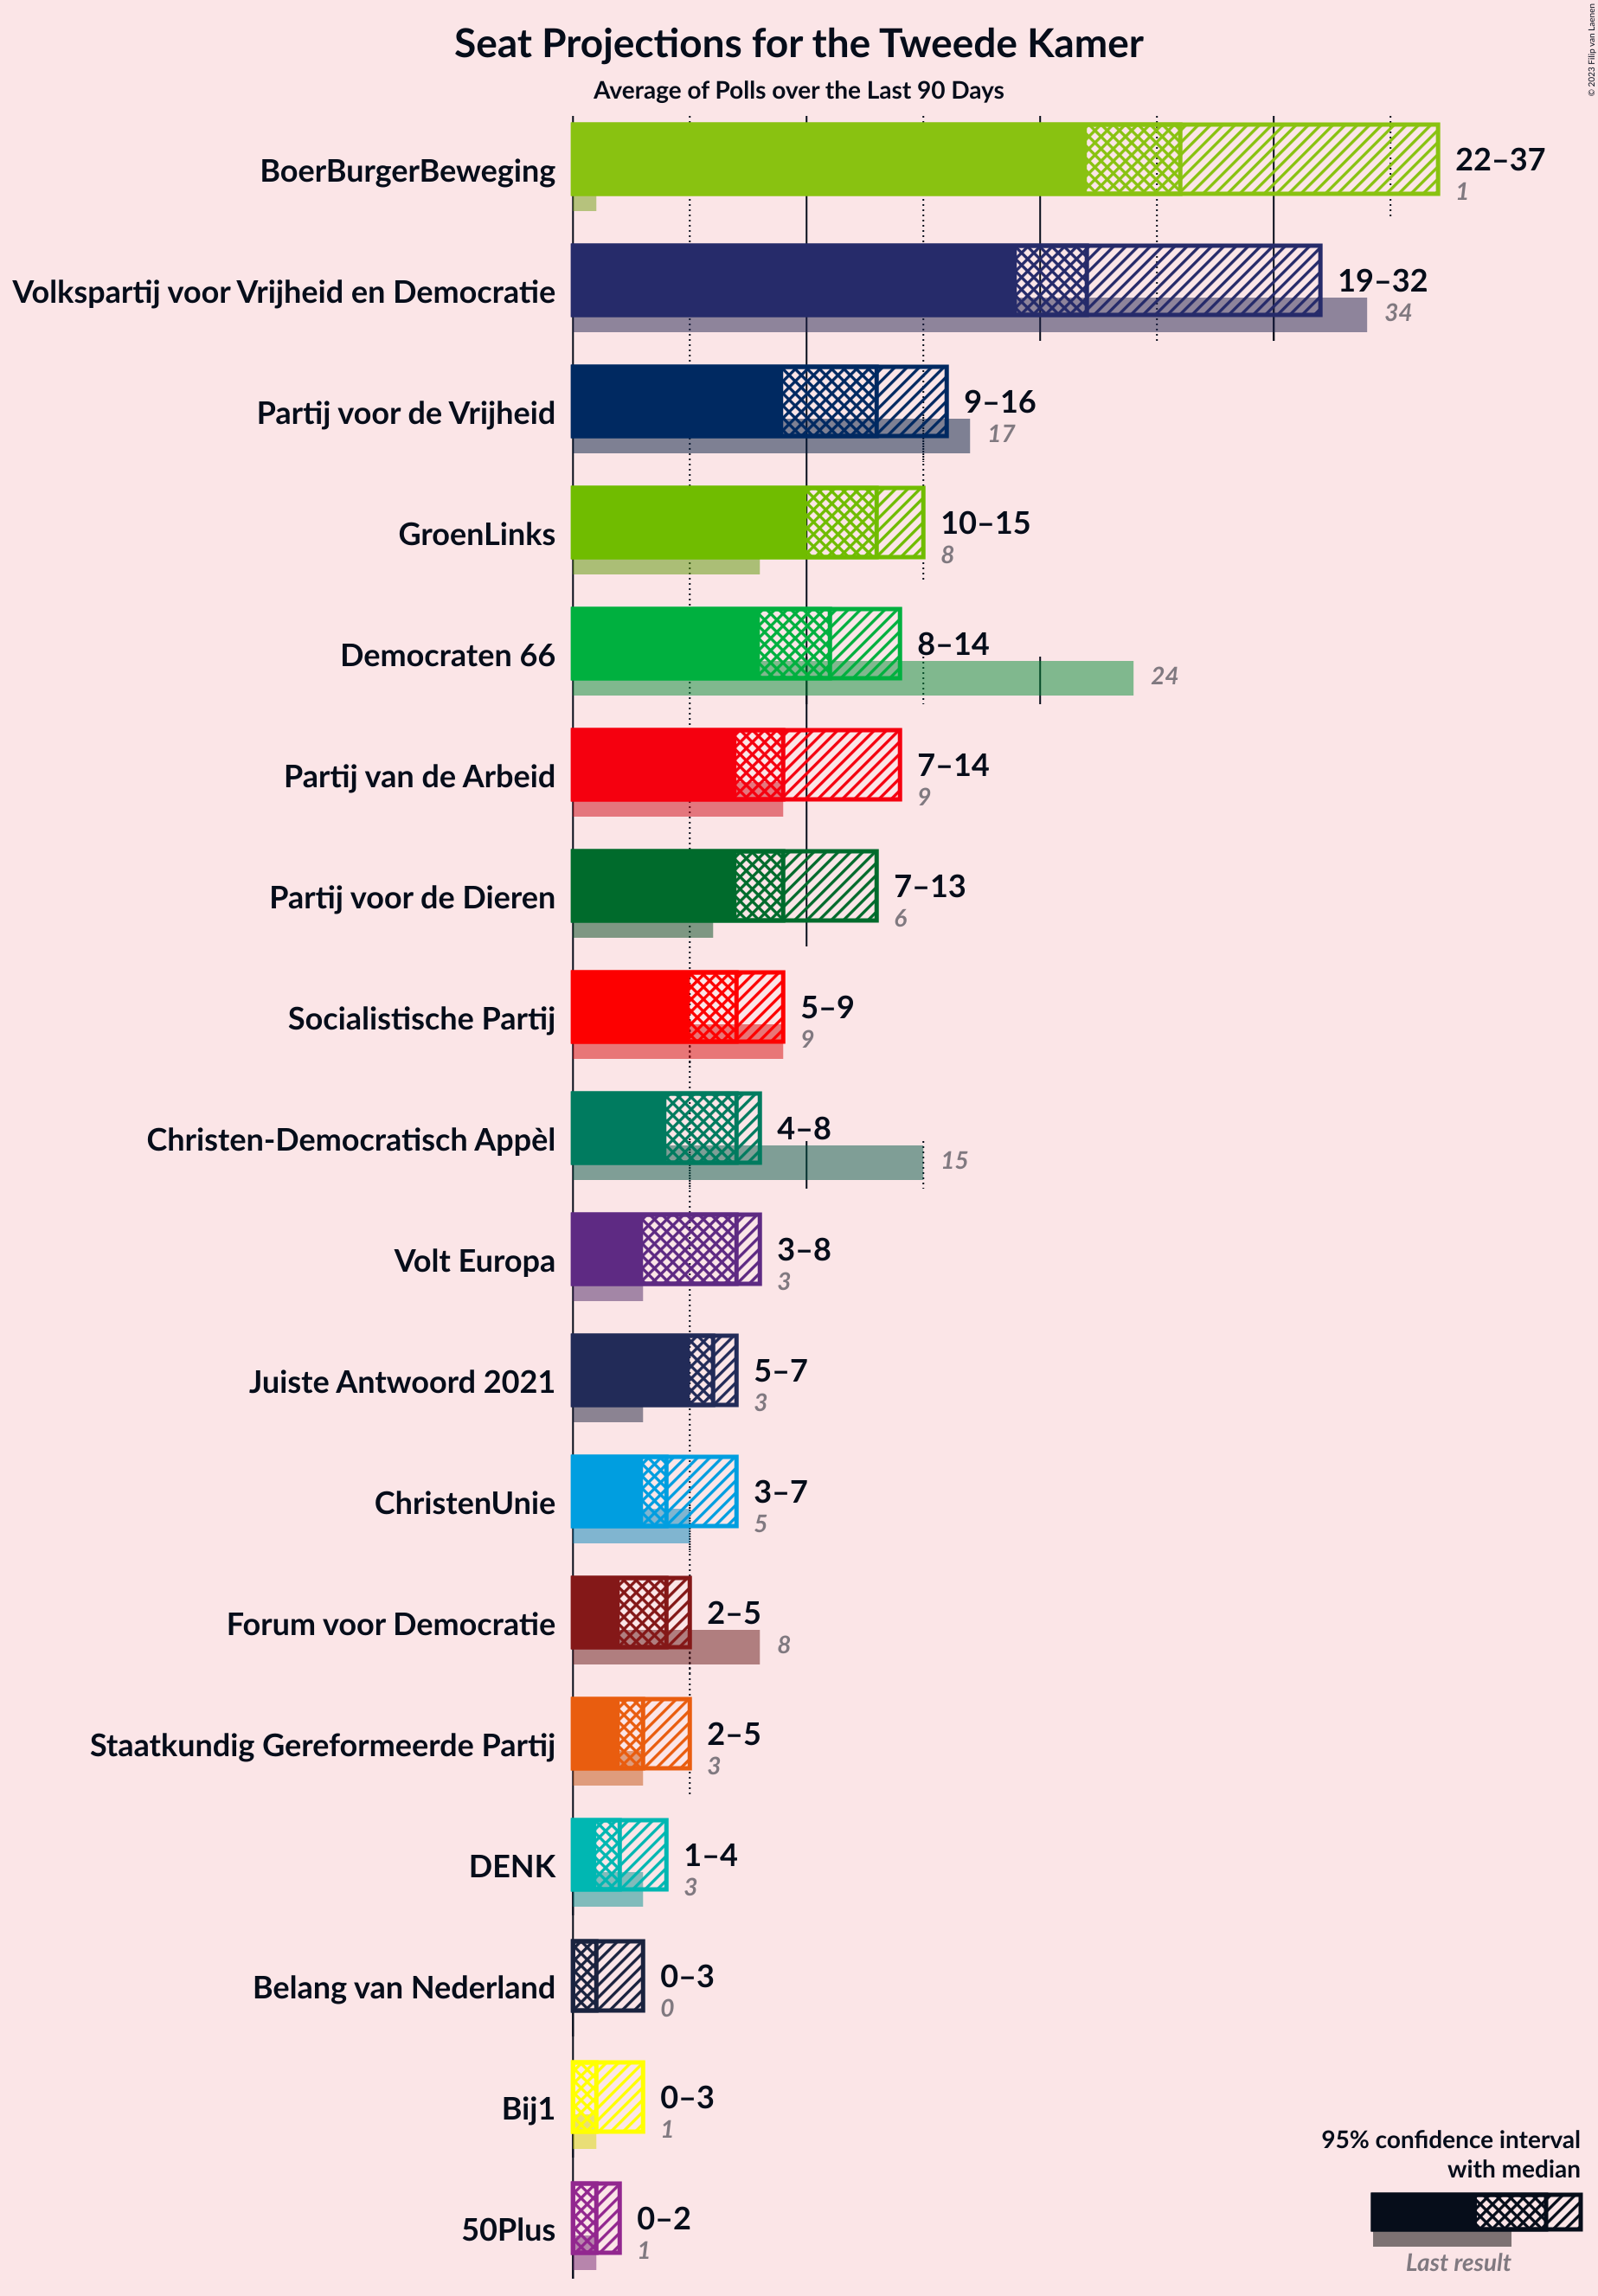 Seat Projections for the Tweede Kamer
Average of Polls over the Last 90 Days
© 2023 Filip van Laenen
BoerBurgerBeweging
22–37
1
Volkspartij voor Vrijheid en Democratie
19–32
34
Partij voor de Vrijheid
9–16
17
GroenLinks
10–15
8
Democraten 66
8–14
24
Partij van de Arbeid
7–14
9
Partij voor de Dieren
7–13
6
Socialistische Partij
5–9
9
Christen-Democratisch Appèl
4–8
15
Volt Europa
3–8
3
Juiste Antwoord 2021
5–7
3
ChristenUnie
3–7
5
Forum voor Democratie
2–5
8
Staatkundig Gereformeerde Partij
2–5
3
DENK
1–4
3
Belang van Nederland
0–3
0
Bij1
0–3
1
50Plus
0–2
1
95% confidence interval
with median
Last result